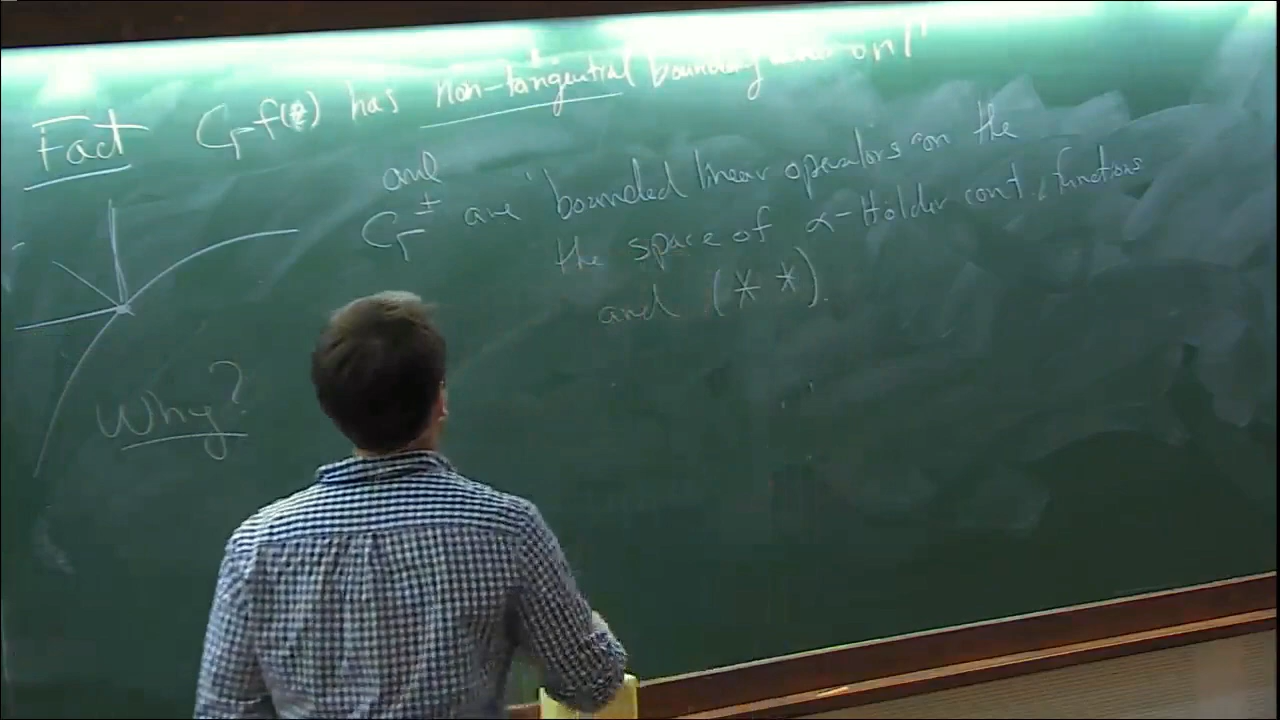 Fact C_Γ f(z) has non-tangential boundary values on Γ
and
C_Γ^± are bounded linear operators on the
the space of α-Hölder cont. functions
and (* *).
Why?